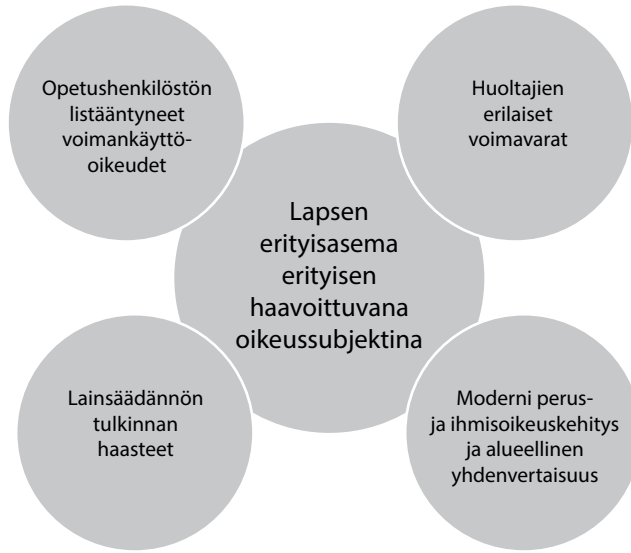 Opetushenkilöstön
listääntyneet
voimankäyttö-
oikeudet
Huoltajien
erilaiset
voimavarat
Lapsen
erityisasema
erityisen
haavoittuvana
oikeussubjektina
Lainsäädännön
tulkinnan
haasteet
Moderni perus-
ja ihmisoikeuskehitys
ja alueellinen
yhdenvertaisuus